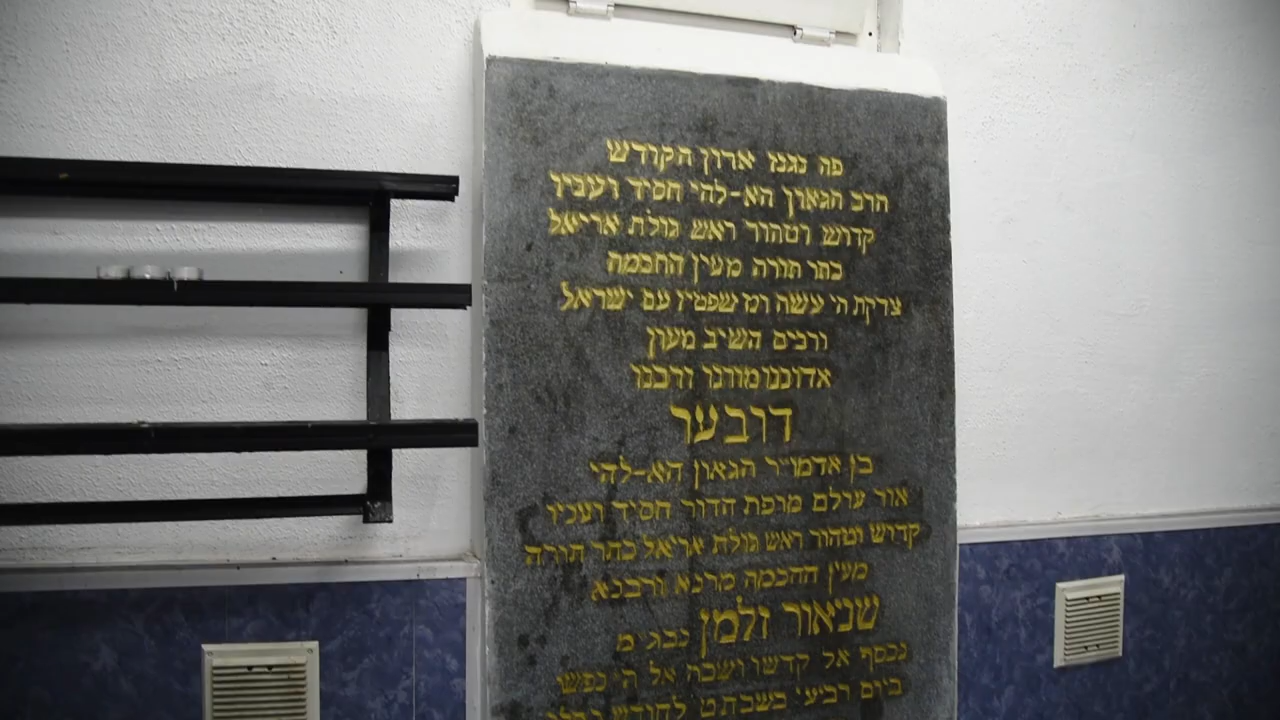 פה נגנז ארון הקודש
הרב הגאון הא-להי חסיד ועניו
קדוש וטהור ראש גולת אריאל
כתר תורה מעין החכמה
צדקת ה׳ עשה ומשפטיו עם ישראל
ורבים השיב מעון
אדוננו מורנו ורבנו
דובער
בן אדמו״ר הגאון הא-להי
אור עולם מופת הדור חסיד ועניו
קדוש וטהור ראש גולת אריאל כתר תורה
מעין החכמה מרנא ורבנא
שניאור זלמן נבג מ
נכספ אל קדשו ושבה אל ה׳ נפשו
ביום רביעי בשבת ט לחודש כסלו